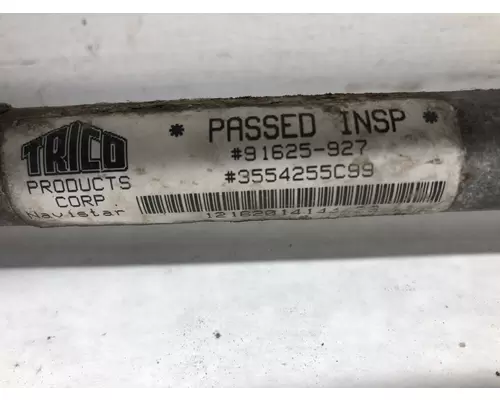 TRICO
PRODUCTS
CORP
Navistar
* PASSED INSP *
#91625-927
#3554255C99